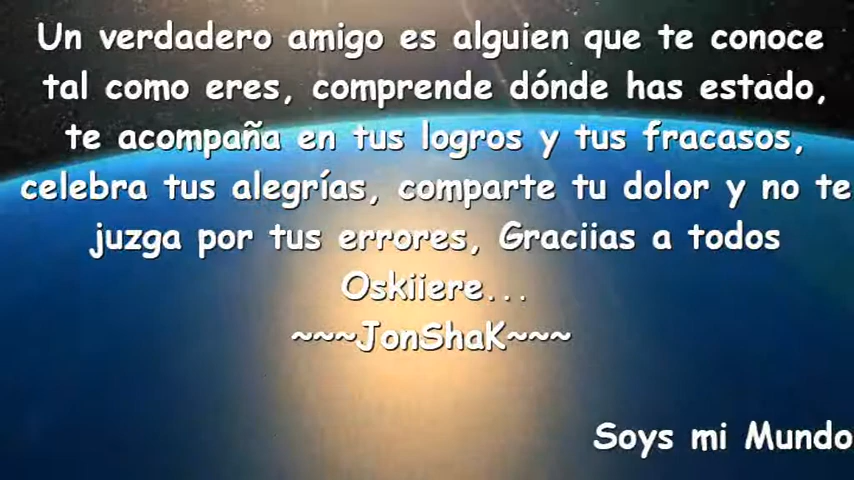 Un verdadero amigo es alguien que te conoce
tal como eres, comprende dónde has estado,
te acompaña en tus logros y tus fracasos,
celebra tus alegrías, comparte tu dolor y no te
juzga por tus errores, Graciias a todos
Oskiiere...
~~~JonShaK~~~
Soys mi Mundo